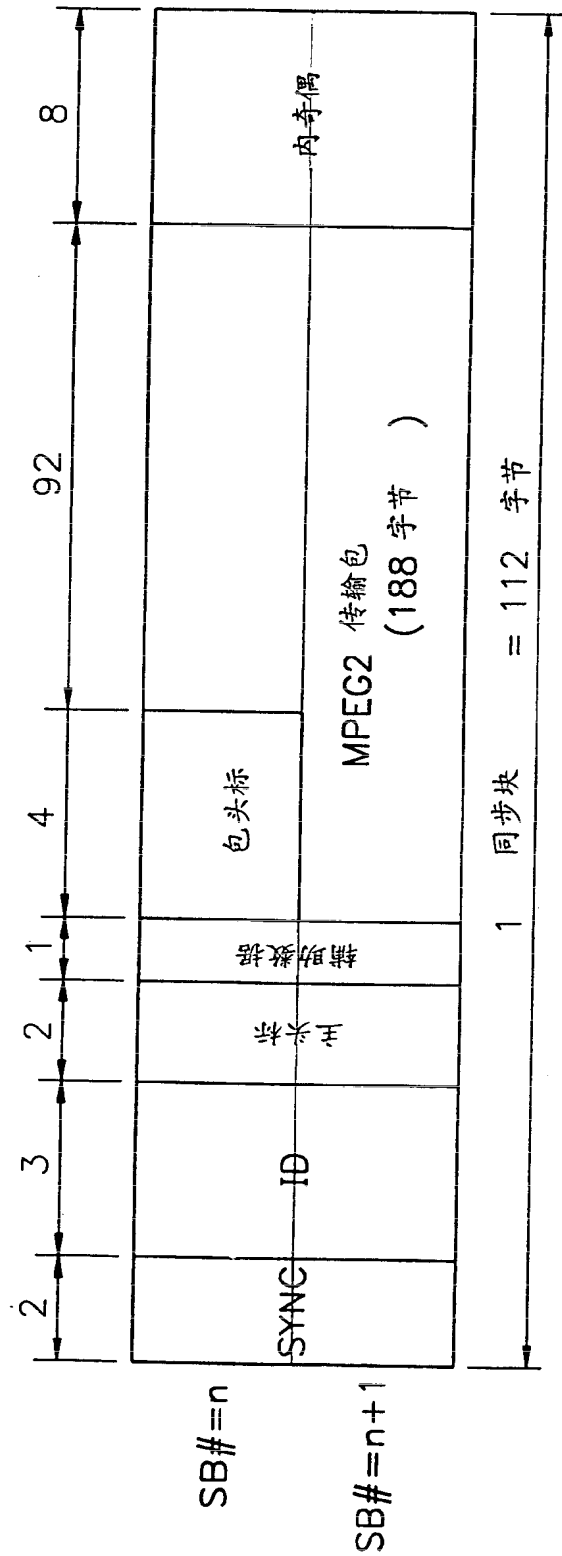 2
3
2
1
4
92
8
SB#=n
SB#=n+1
SYNC
ID
主头标
辅助数据
包头标
MPEG2 传输包
(188 字节 )
内奇偶
1 同步块 =112 字节